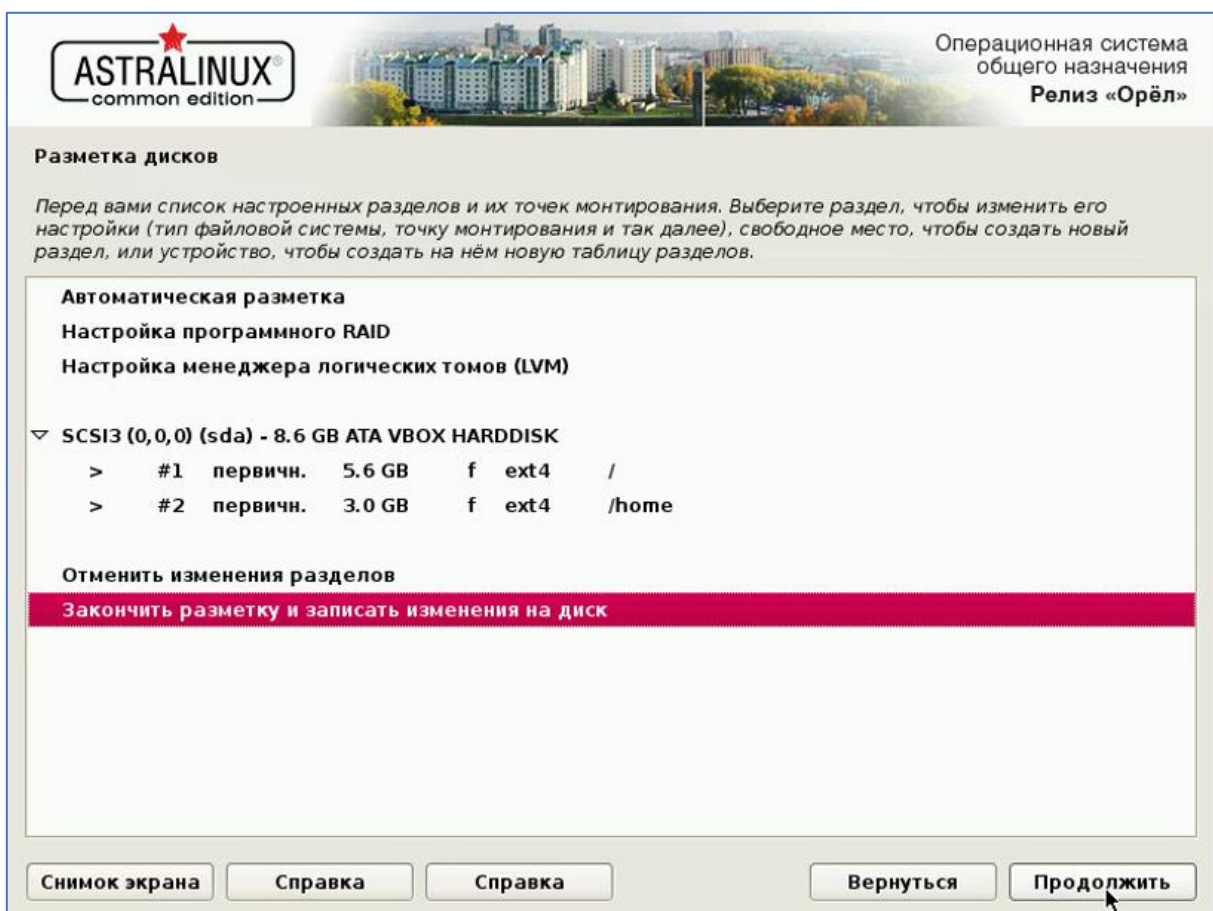 ASTRALINUX®
common edition
Операционная система
общего назначения
Релиз «Орёл»
Разметка дисков
Перед вами список настроенных разделов и их точек монтирования. Выберите раздел, чтобы изменить его
настройки (тип файловой системы, точку монтирования и так далее), свободное место, чтобы создать новый
раздел, или устройство, чтобы создать на нём новую таблицу разделов.
Автоматическая разметка
Настройка программного RAID
Настройка менеджера логических томов (LVM)
SCSI3 (0,0,0) (sda) - 8.6 GB ATA VBOX HARDDISK
> #1 первичн. 5.6 GB f ext4 /
> #2 первичн. 3.0 GB f ext4 /home
Отменить изменения разделов
Закончить разметку и записать изменения на диск
Снимок экрана Справка Справка Вернуться Продолжить